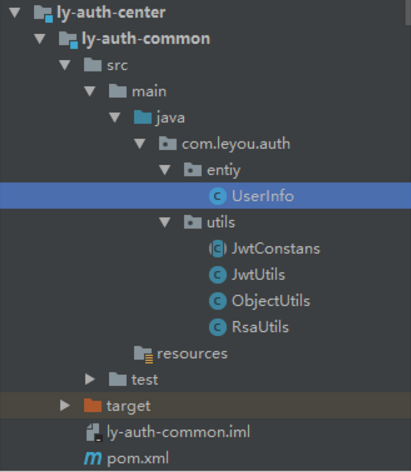 ly-auth-center
ly-auth-common
src
main
java
com.leyou.auth
entiy
UserInfo
utils
JwtConstans
JwtUtils
ObjectUtils
RsaUtils
resources
test
target
ly-auth-common.iml
pom.xml